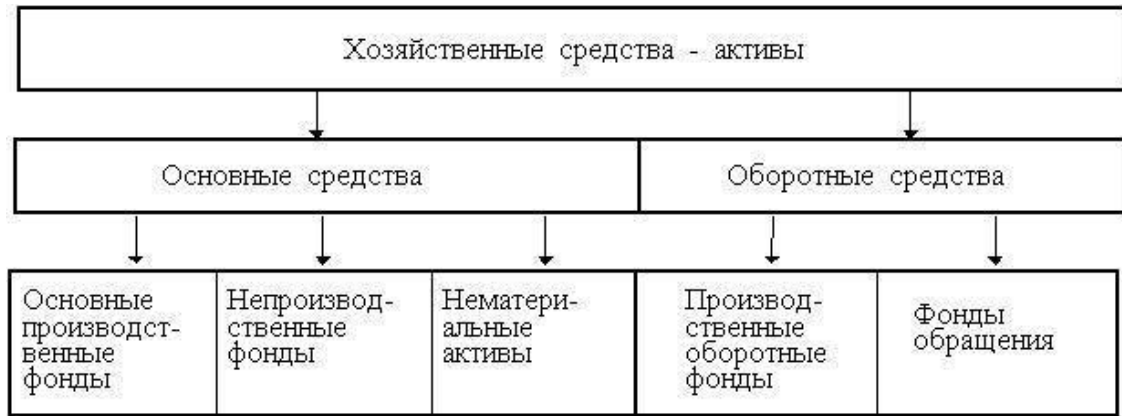 Хозяйственные средства - активы
Основные средства
Оборотные средства
Основные
производст-
венные
фонды
Непроизвод-
ственные
фонды
Нематери-
альные
активы
Производ-
ственные
оборотные
фонды
Фонды
обращения